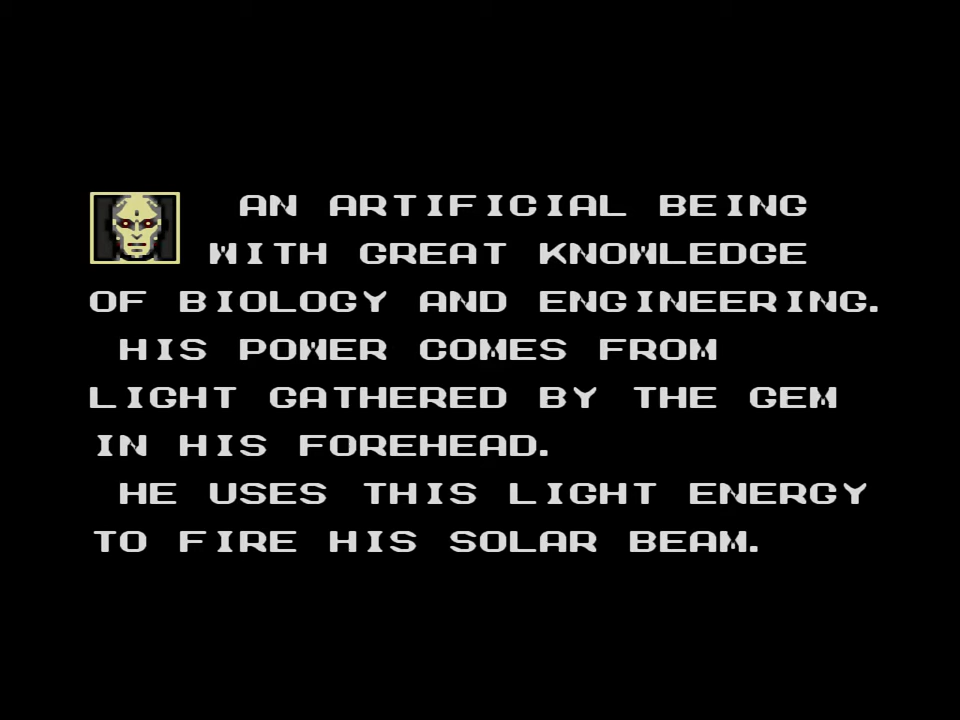 AN ARTIFICIAL BEING
WITH GREAT KNOWLEDGE
OF BIOLOGY AND ENGINEERING.
HIS POWER COMES FROM
LIGHT GATHERED BY THE GEM
IN HIS FOREHEAD.
HE USES THIS LIGHT ENERGY
TO FIRE HIS SOLAR BEAM.